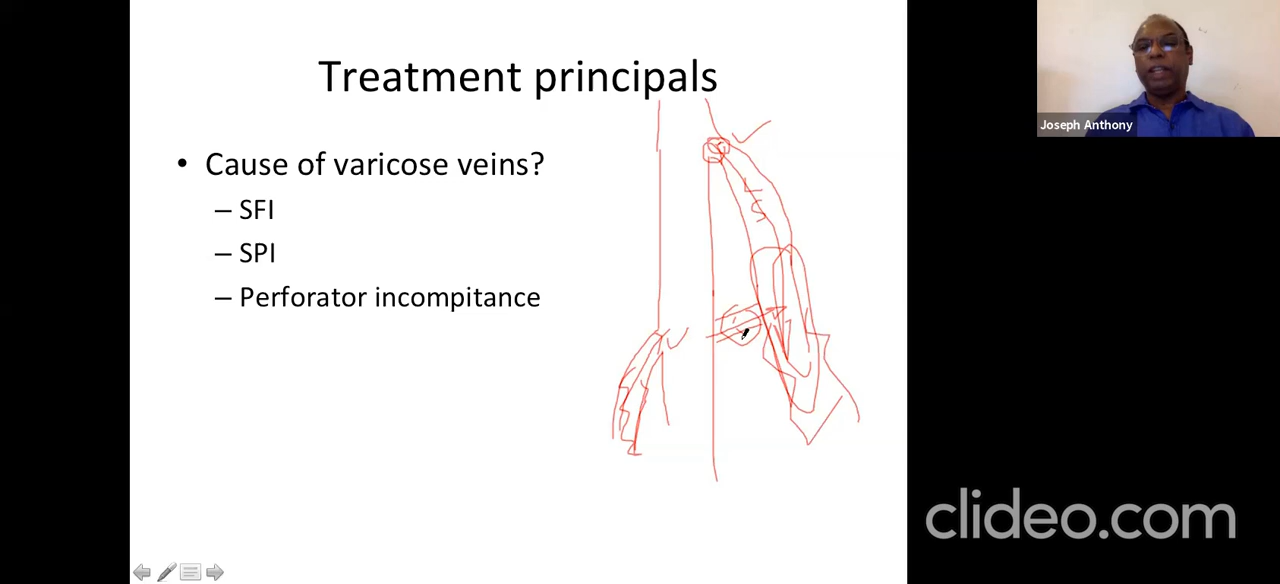 Treatment principals
• Cause of varicose veins?
– SFI
– SPI
– Perforator incompitance
L
S
Joseph Anthony
clideo.com